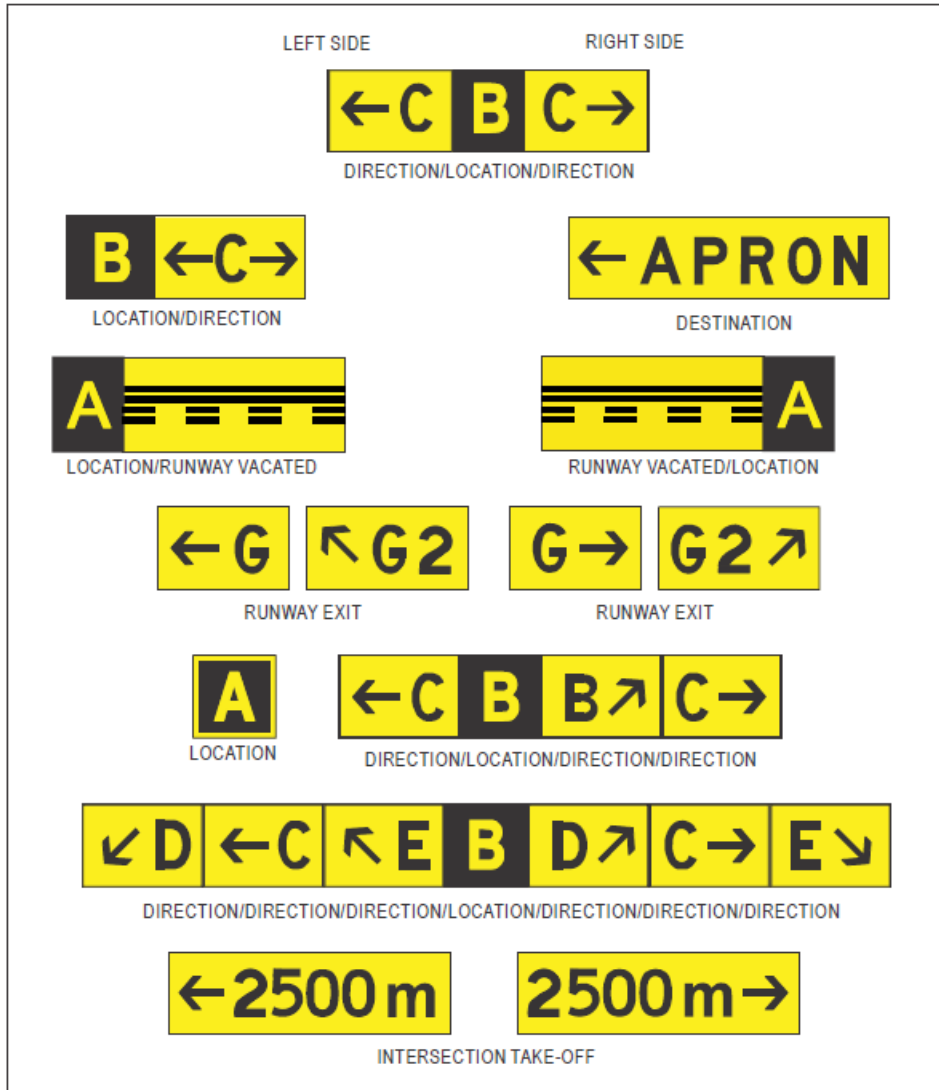 LEFT SIDE RIGHT SIDE
←C B C→
DIRECTION/LOCATION/DIRECTION
B ←C→ ←APRON
LOCATION/DIRECTION DESTINATION
A A
LOCATION/RUNWAY VACATED RUNWAY VACATED/LOCATION
←G ↖G2 G→ G2↗
RUNWAY EXIT RUNWAY EXIT
A ←C B B↗ C→
LOCATION DIRECTION/LOCATION/DIRECTION/DIRECTION
↙D ←C ↖E B D↗ C→ E↘
DIRECTION/DIRECTION/DIRECTION/LOCATION/DIRECTION/DIRECTION/DIRECTION
←2500m 2500m→
INTERSECTION TAKE-OFF